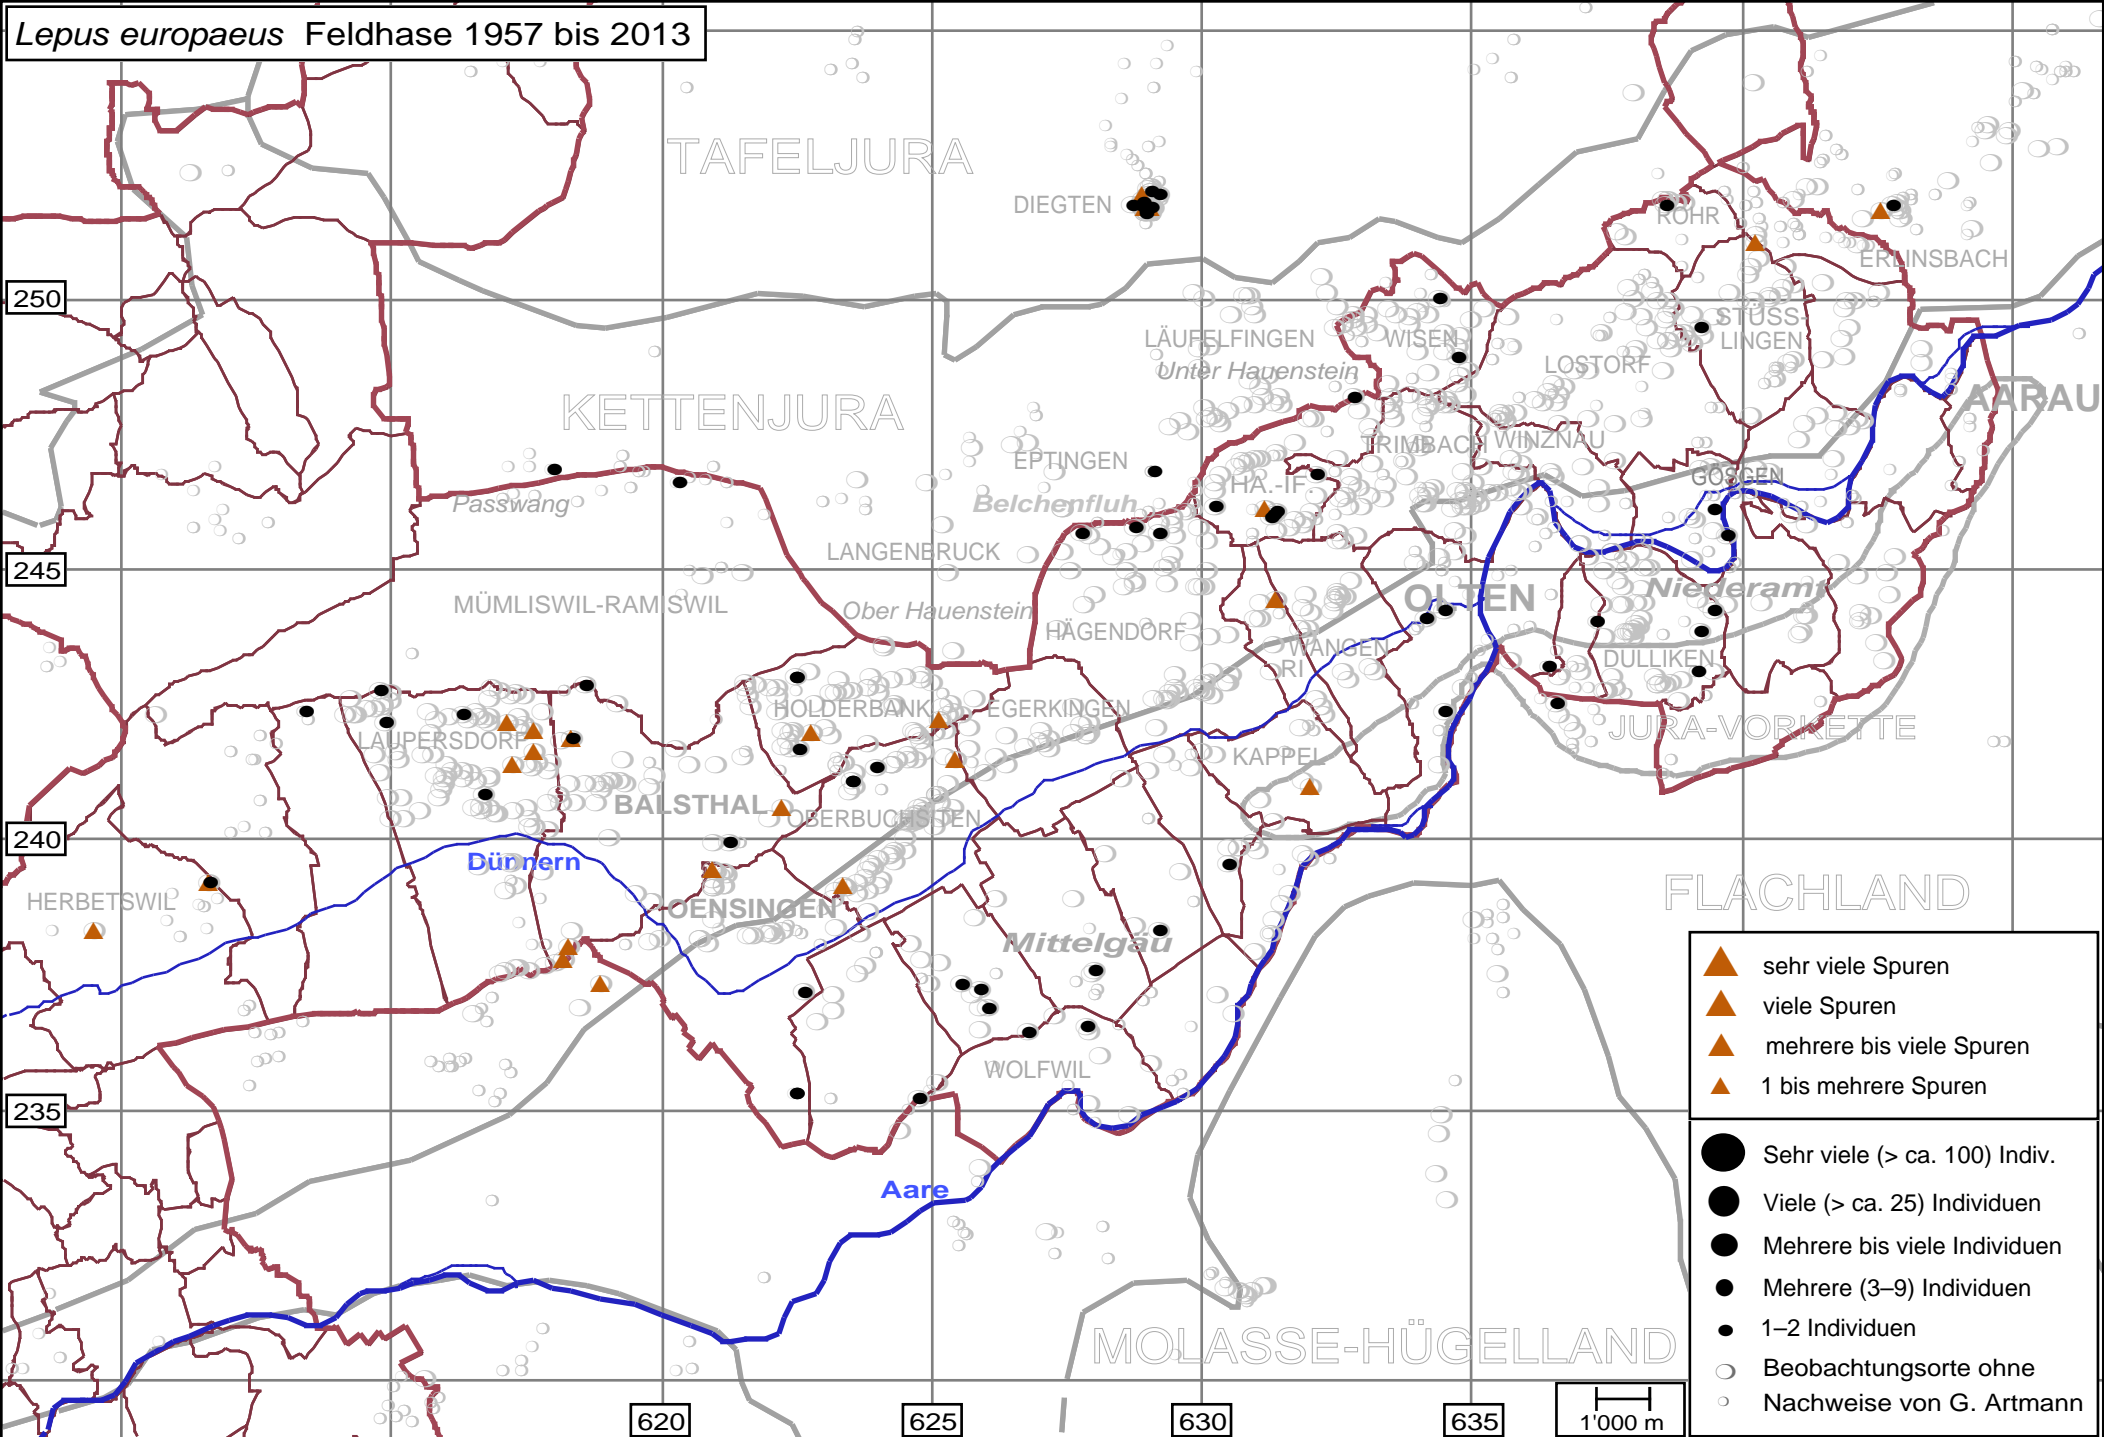 Lepus europaeus Feldhase 1957 bis 2013
TAFELJURA
DIEGTEN
ROHR
ERLINSBACH
250
LÄUFELFINGEN
WISEN
STÜSS-
LINGEN
Unter Hauenstein
LOSTORF
KETTENJURA
AARAU
TRIMBACH
WINZNAU
EPTINGEN
GÖSGEN
HA.-IF.
Passwang
Belchenfluh
LANGENBRUCK
245
MÜMLISWIL-RAMISWIL
Ober Hauenstein
OLTEN
Niederamt
HÄGENDORF
WANGEN
RI
DULLIKEN
HOLDERBANK
EGERKINGEN
JURA-VORKETTE
LAUPERSDORF
KAPPEL
BALSTHAL
OBERBUCHSITEN
240
Dünnern
HERBETSWIL
OENSINGEN
FLACHLAND
Mittelgäu
sehr viele Spuren
viele Spuren
mehrere bis viele Spuren
1 bis mehrere Spuren
WOLFWIL
235
Aare
Sehr viele (> ca. 100) Indiv.
Viele (> ca. 25) Individuen
Mehrere bis viele Individuen
Mehrere (3–9) Individuen
1–2 Individuen
Beobachtungsorte ohne
Nachweise von G. Artmann
MOLASSE-HÜGELLAND
620
625
630
635
1'000 m